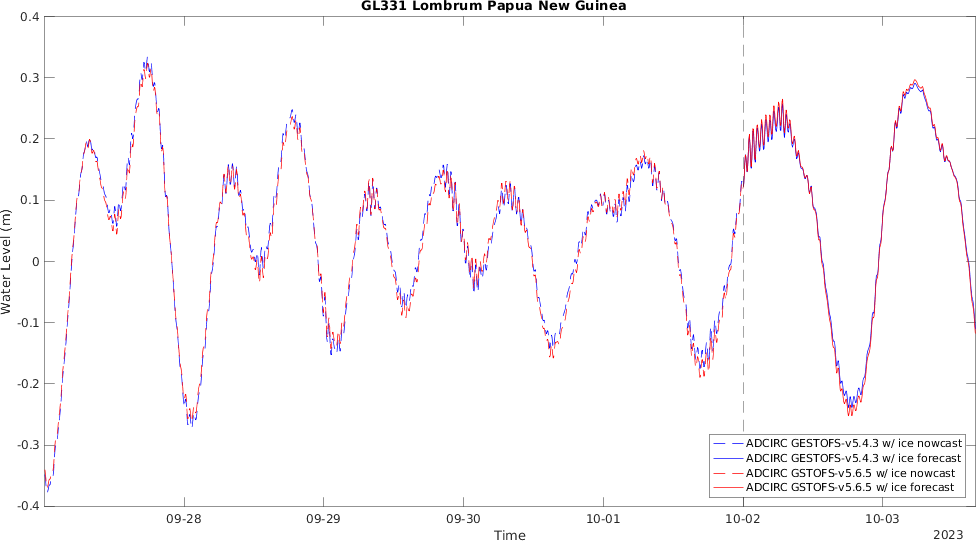 GL331 Lombrum Papua New Guinea
0.4
0.3
0.2
0.1
0
-0.1
-0.2
-0.3
-0.4
Water Level (m)
09-28
09-29
09-30
10-01
10-02
10-03
Time
2023
ADCIRC GESTOFS-v5.4.3 w/ ice nowcast
ADCIRC GESTOFS-v5.4.3 w/ ice forecast
ADCIRC GSTOFS-v5.6.5 w/ ice nowcast
ADCIRC GSTOFS-v5.6.5 w/ ice forecast